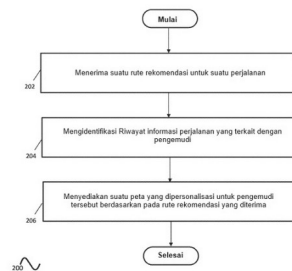 Mulai
Menerima suatu rute rekomendasi untuk suatu perjalanan
202
Mengidentifikasi Riwayat informasi perjalanan yang terkait dengan
pengemudi
204
Menyediakan suatu peta yang dipersonalisasi untuk pengemudi
tersebut berdasarkan pada rute rekomendasi yang diterima
206
Selesai
200